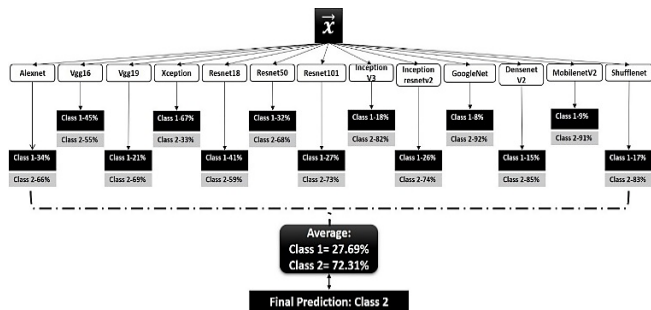 x
Alexnet
Vgg16
Vgg19
Xception
Resnet18
Resnet50
Resnet101
Inception
V3
Inception
resnetv2
GoogleNet
Densenet
V2
MobilenetV2
Shufflenet
Class 1-45%
Class 2-55%
Class 1-67%
Class 2-33%
Class 1-32%
Class 2-68%
Class 1-18%
Class 2-82%
Class 1-8%
Class 2-92%
Class 1-9%
Class 2-91%
Class 1-34%
Class 2-66%
Class 1-21%
Class 2-69%
Class 1-41%
Class 2-59%
Class 1-27%
Class 2-73%
Class 1-26%
Class 2-74%
Class 1-15%
Class 2-85%
Class 1-17%
Class 2-83%
Average:
Class 1= 27.69%
Class 2= 72.31%
Final Prediction: Class 2